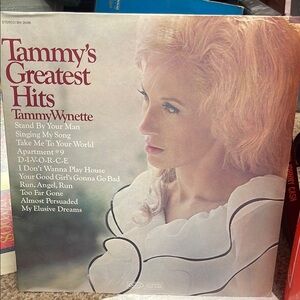 Tammy's
Greatest
Hits
Tammy Wynette
Stand By Your Man
Singing My Song
Take Me To Your World
Apartment #9
D-I-V-O-R-C-E
I Don't Wanna Play House
Your Good Girl's Gonna Go Bad
Run, Angel, Run
Too Far Gone
Almost Persuaded
My Elusive Dreams